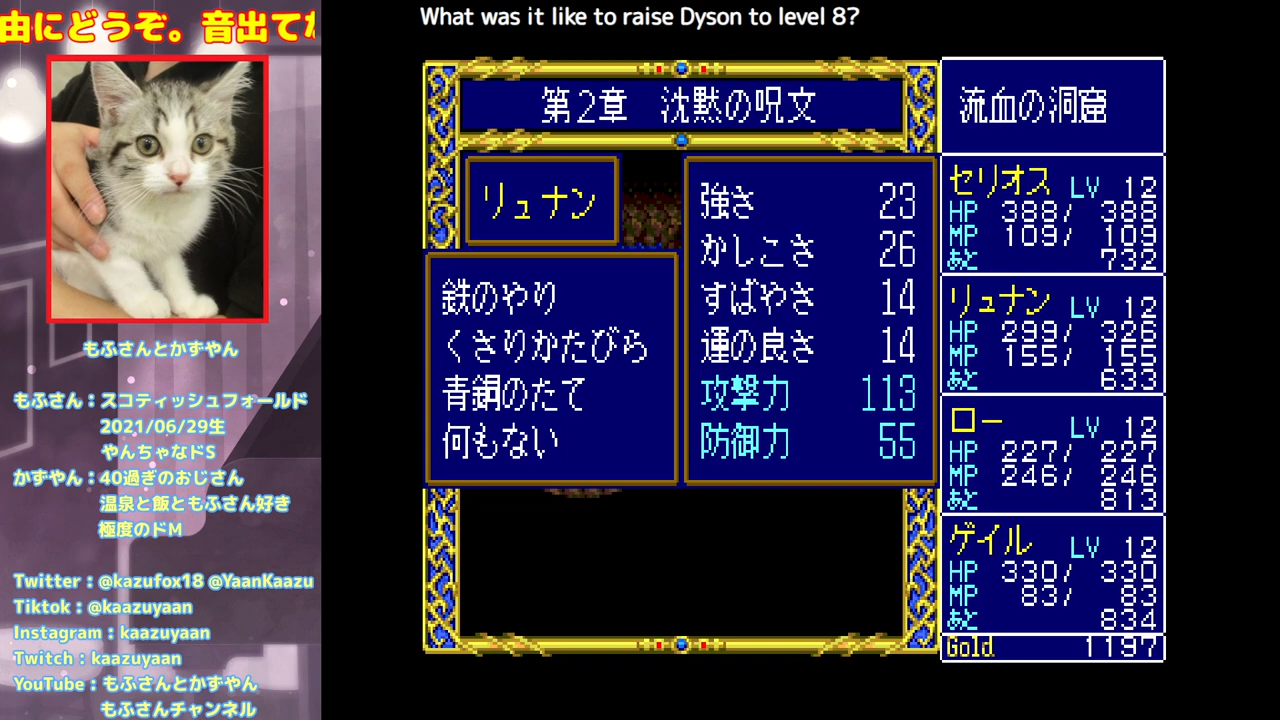 由にどうぞ。音出てな
What was it like to raise Dyson to level 8?
もふさんとかずやん
もふさん：スコティッシュフォールド
2021/06/29生
やんちゃなドS
かずやん：40過ぎのおじさん
温泉と飯ともふさん好き
極度のドM
Twitter：@kazufox18 @YaanKaazu
Tiktok：@kaazuyaan
Instagram：kaazuyaan
Twitch：kaazuyaan
YouTube：もふさんとかずやん
もふさんチャンネル
第2章 沈黙の呪文
リュナン
鉄のやり
くさりかたびら
青銅のたて
何もない
強さ 23
かしこさ 26
すばやさ 14
運の良さ 14
攻撃力 113
防御力 55
流血の洞窟
セリオス LV 12
HP 388/ 388
MP 109/ 109
あと 732
リュナン LV 12
HP 299/ 326
MP 155/ 155
あと 633
ロー LV 12
HP 227/ 227
MP 246/ 246
あと 813
ゲイル LV 12
HP 330/ 330
MP 83/ 83
あと 834
Gold 1197